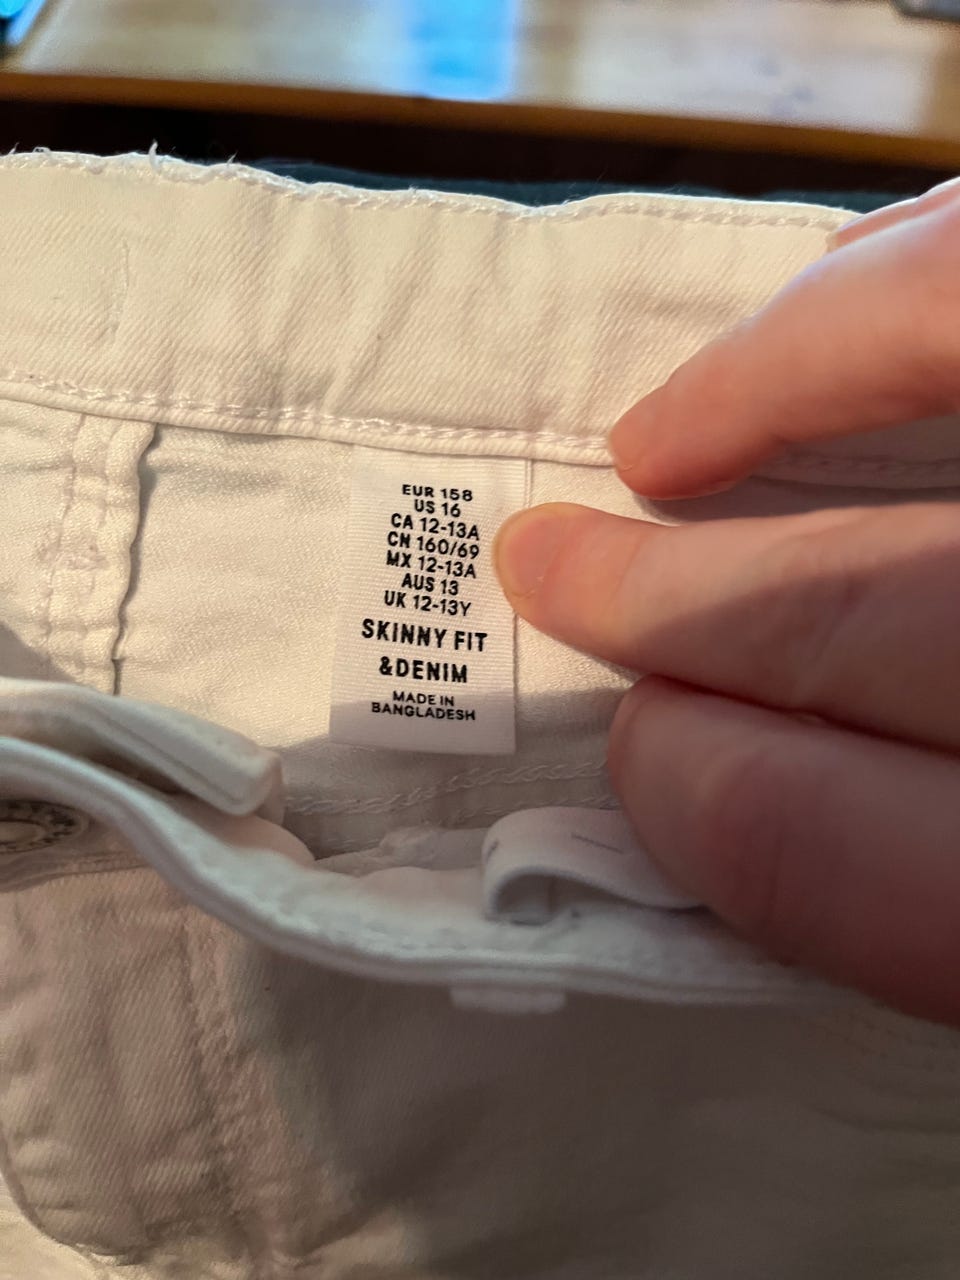 EUR 158
US 16
CA 12-13A
CN 160/69
MX 12-13A
AUS 13
UK 12-13Y
SKINNY FIT
&DENIM
MADE IN
BANGLADESH